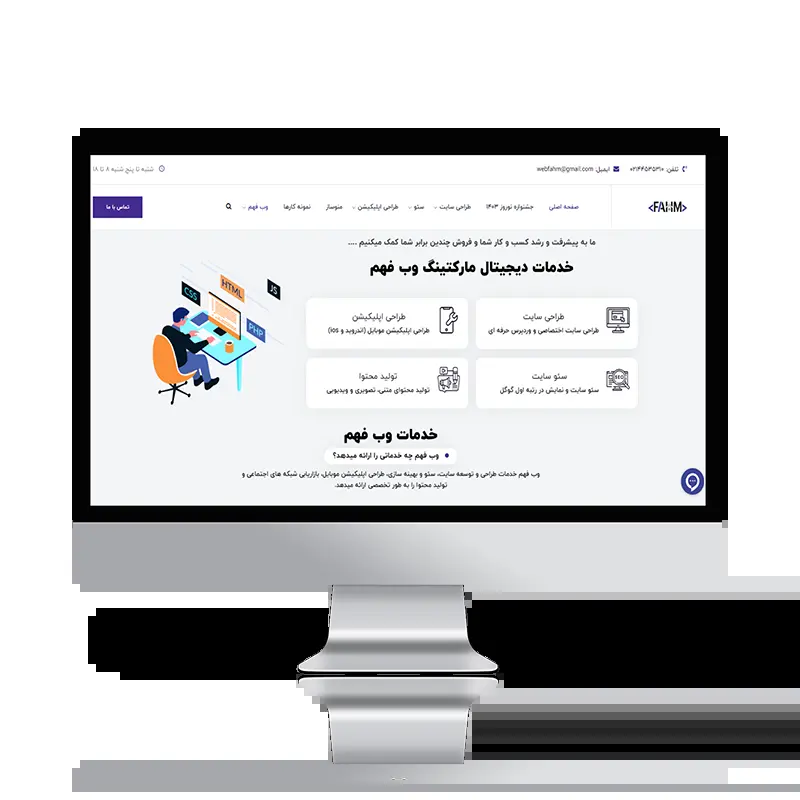 تلفن: ۰۲۱۴۴۵۳۵۳۱۰ ایمیل: webfahm@gmail.com شنبه تا پنج شنبه ۸ تا ۱۸
<FAHM> صفحه اصلی جشنواره نوروز ۱۴۰۳ طراحی سایت سئو طراحی اپلیکیشن منوساز نمونه کارها وب فهم تماس با ما
ما به پیشرفت و رشد کسب و کار شما و فروش چندین برابر شما کمک میکنیم ....
خدمات دیجیتال مارکتینگ وب فهم
طراحی سایت
طراحی سایت اختصاصی و وردپرس حرفه ای
طراحی اپلیکیشن
طراحی اپلیکیشن موبایل (اندروید و ios)
SEO
سئو سایت
سئو سایت و نمایش در رتبه اول گوگل
تولید محتوا
تولید محتوای متنی، تصویری و ویدیویی
CSS
HTML
JS
PHP
خدمات وب فهم
وب فهم چه خدماتی را ارائه میدهد؟
وب فهم خدمات طراحی و توسعه سایت، سئو و بهینه سازی، طراحی اپلیکیشن موبایل، بازاریابی شبکه های اجتماعی و
تولید محتوا را به طور تخصصی ارائه میدهد.